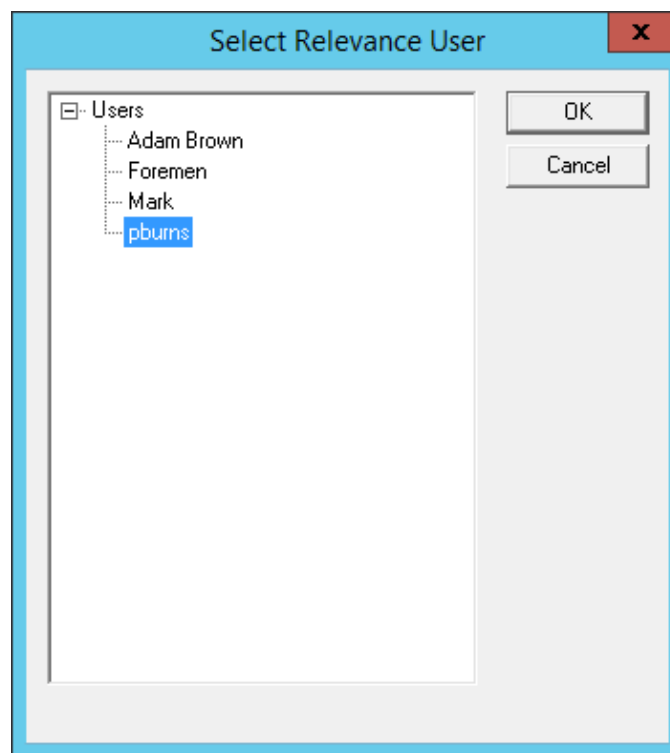 Select Relevance User
x
Users
Adam Brown
Foremen
Mark
pburns
OK
Cancel